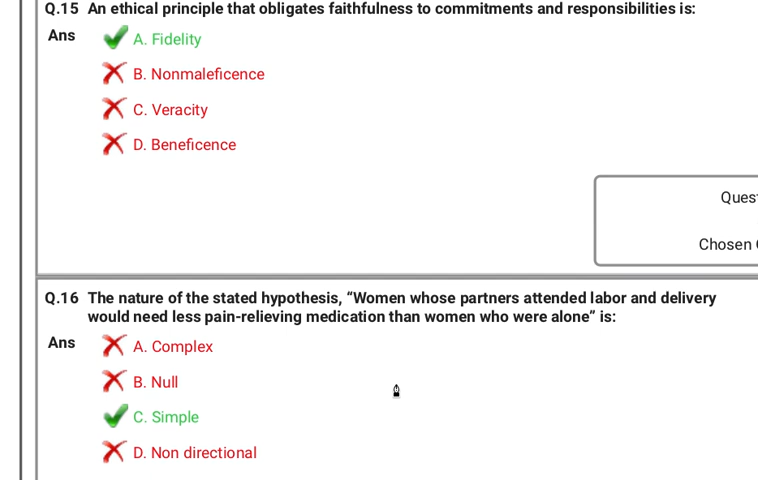 Q.15 An ethical principle that obligates faithfulness to commitments and responsibilities is:
Ans A. Fidelity
B. Nonmaleficence
C. Veracity
D. Beneficence
Chosen
Q.16 The nature of the stated hypothesis, “Women whose partners attended labor and delivery
would need less pain-relieving medication than women who were alone” is:
Ans A. Complex
B. Null
C. Simple
D. Non directional